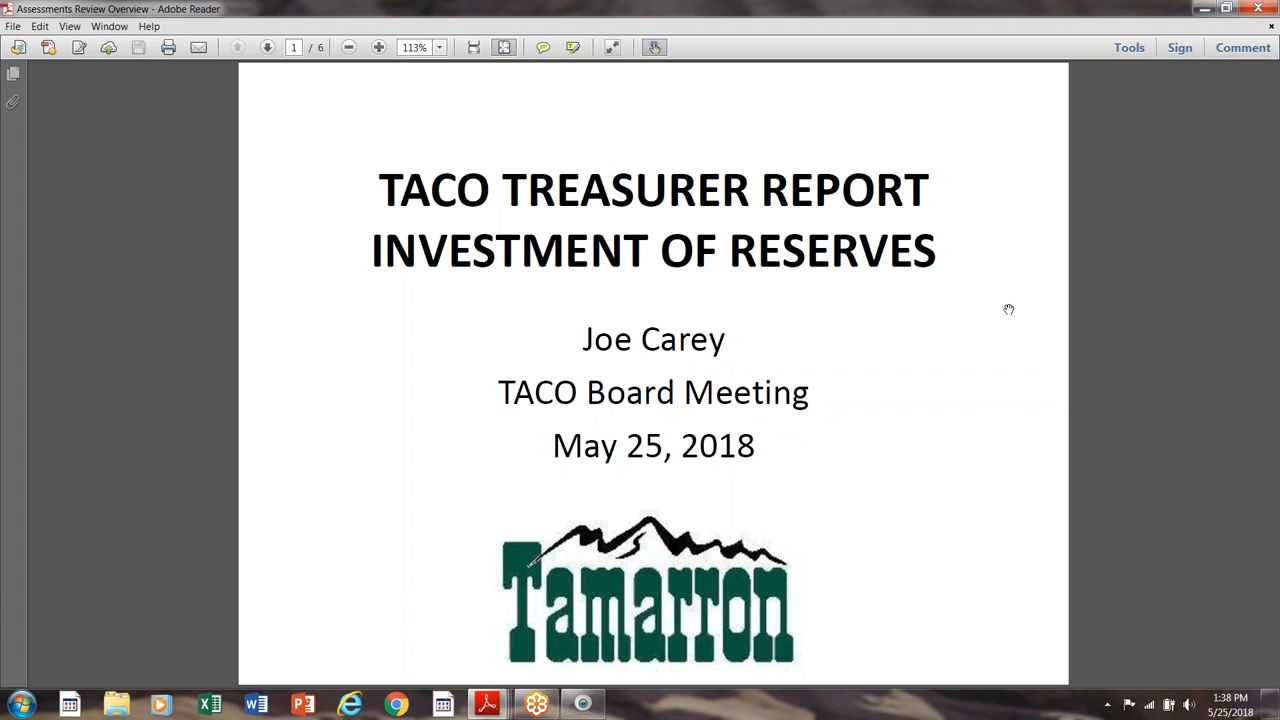 Assessments Review Overview - Adobe Reader
File Edit View Window Help
1 / 6 113% Tools Sign Comment
TACO TREASURER REPORT
INVESTMENT OF RESERVES
Joe Carey
TACO Board Meeting
May 25, 2018
Tamarron
1:38 PM
5/25/2018